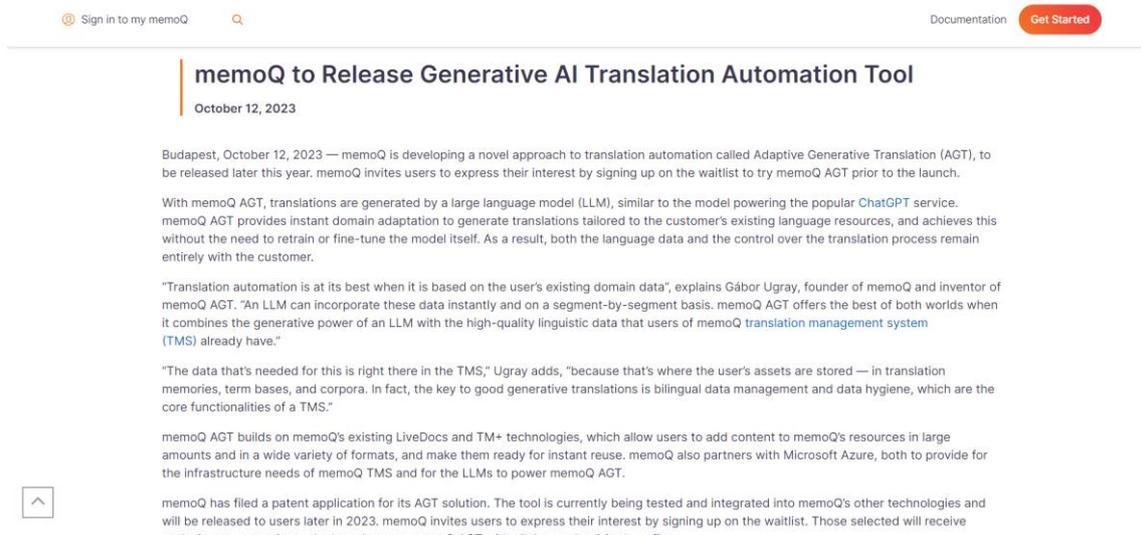 Sign in to my memoQ
Documentation
Get Started
memoQ to Release Generative AI Translation Automation Tool
October 12, 2023
Budapest, October 12, 2023 — memoQ is developing a novel approach to translation automation called Adaptive Generative Translation (AGT), to
be released later this year. memoQ invites users to express their interest by signing up on the waitlist to try memoQ AGT prior to the launch.
With memoQ AGT, translations are generated by a large language model (LLM), similar to the model powering the popular ChatGPT service.
memoQ AGT provides instant domain adaptation to generate translations tailored to the customer’s existing language resources, and achieves this
without the need to retrain or fine-tune the model itself. As a result, both the language data and the control over the translation process remain
entirely with the customer.
“Translation automation is at its best when it is based on the user’s existing domain data”, explains Gábor Ugray, founder of memoQ and inventor of
memoQ AGT. “An LLM can incorporate these data instantly and on a segment-by-segment basis. memoQ AGT offers the best of both worlds when
it combines the generative power of an LLM with the high-quality linguistic data that users of memoQ translation management system
(TMS) already have.”
“The data that’s needed for this is right there in the TMS,” Ugray adds, “because that’s where the user’s assets are stored — in translation
memories, term bases, and corpora. In fact, the key to good generative translations is bilingual data management and data hygiene, which are the
core functionalities of a TMS.”
memoQ AGT builds on memoQ’s existing LiveDocs and TM+ technologies, which allow users to add content to memoQ’s resources in large
amounts and in a wide variety of formats, and make them ready for instant reuse. memoQ also partners with Microsoft Azure, both to provide for
the infrastructure needs of memoQ TMS and for the LLMs to power memoQ AGT.
memoQ has filed a patent application for its AGT solution. The tool is currently being tested and integrated into memoQ’s other technologies and
will be released to users later in 2023. memoQ invites users to express their interest by signing up on the waitlist. Those selected will receive